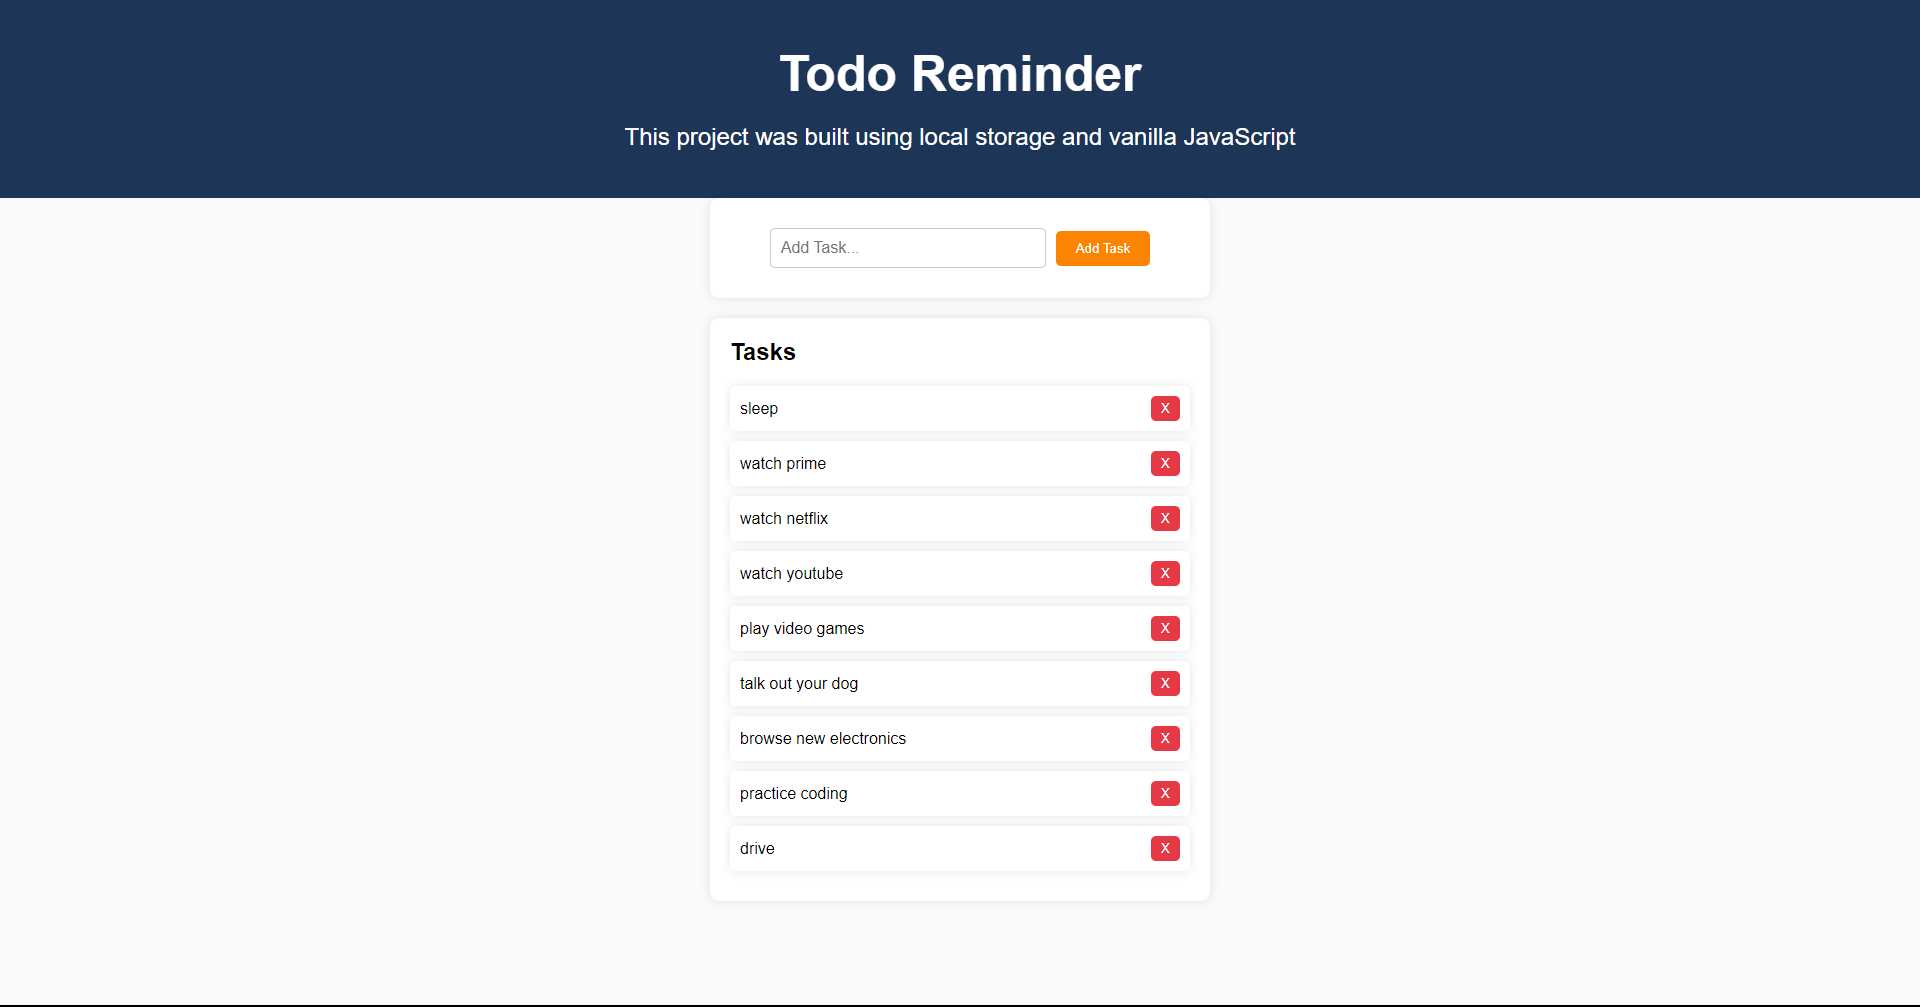 Todo Reminder
This project was built using local storage and vanilla JavaScript
Add Task...
Add Task
Tasks
sleep X
watch prime X
watch netflix X
watch youtube X
play video games X
talk out your dog X
browse new electronics X
practice coding X
drive X